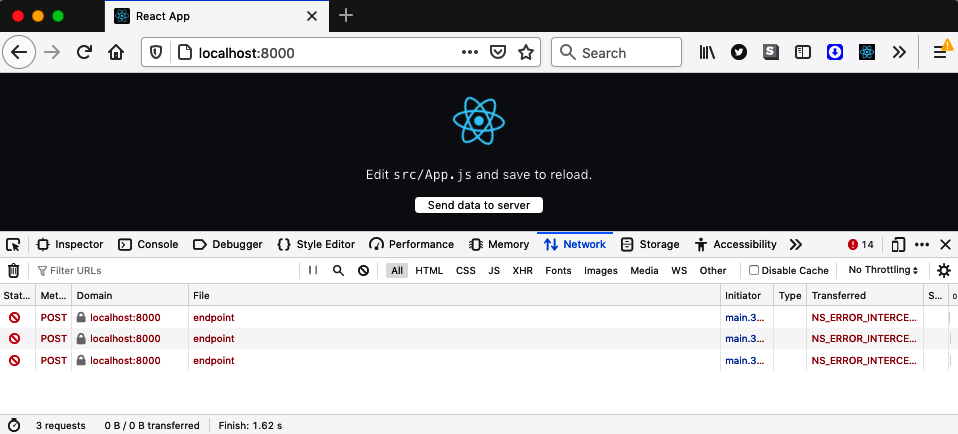 React App
localhost:8000
Search
Edit src/App.js and save to reload.
Send data to server
Inspector Console Debugger Style Editor Performance Memory Network Storage Accessibility 14
Filter URLs All HTML CSS JS XHR Fonts Images Media WS Other Disable Cache No Throttling
Stat... Met... Domain File Initiator Type Transferred S...
POST localhost:8000 endpoint main.3... NS_ERROR_INTERCE...
POST localhost:8000 endpoint main.3... NS_ERROR_INTERCE...
POST localhost:8000 endpoint main.3... NS_ERROR_INTERCE...
3 requests 0 B / 0 B transferred Finish: 1.62 s